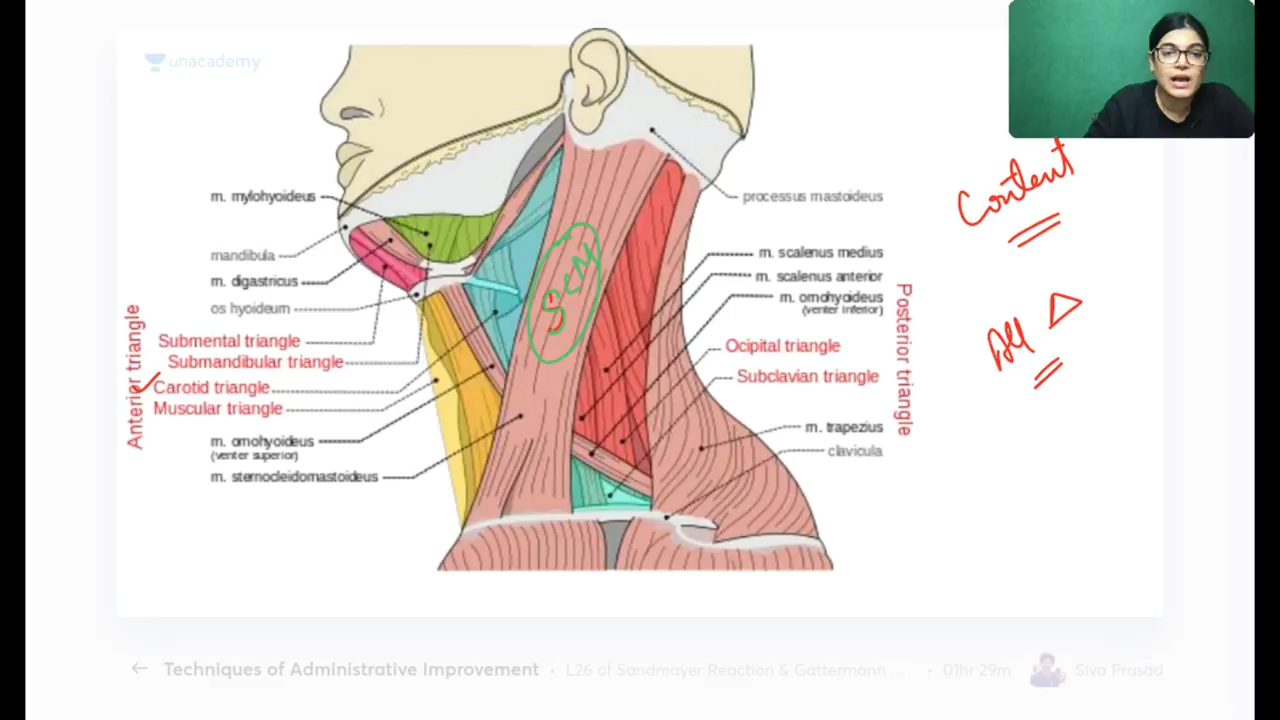 unacademy
m. mylohyoideus
mandibula
m. digastricus
os hyoideum
Submental triangle
Submandibular triangle
Carotid triangle
Muscular triangle
m. omohyoideus
(venter superior)
m. sternocleidomastoideus
Anterior triangle
SCM
processus mastoideus
m. scalenus medius
m. scalenus anterior
m. omohyoideus
(venter inferior)
Ocipital triangle
Subclavian triangle
m. trapezius
clavicula
Posterior triangle
Content
All Δ
← Techniques of Administrative Improvement • L26 of Sandmayer Reaction & Gattermann ... • 01hr 29m Siva Prasad